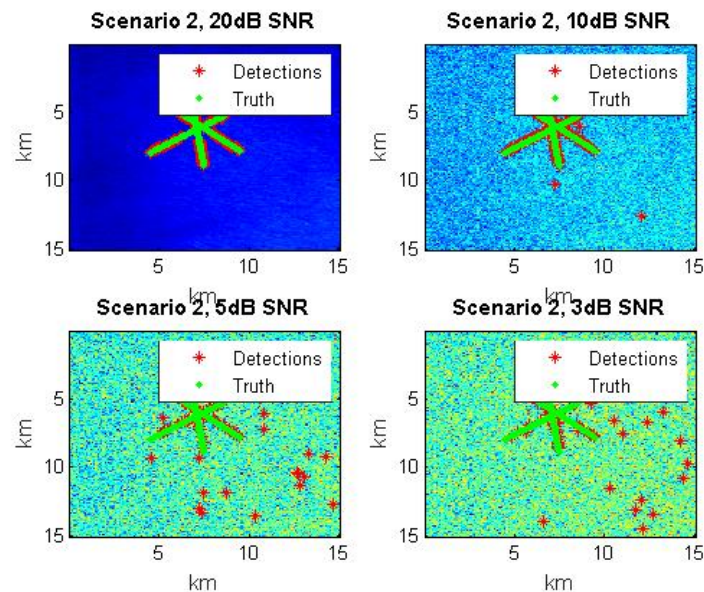 Scenario 2, 20dB SNR
Detections
Truth
km
5
10
15
5
10
15
km
Scenario 2, 10dB SNR
Detections
Truth
km
5
10
15
5
10
15
km
Scenario 2, 5dB SNR
Detections
Truth
km
5
10
15
5
10
15
km
Scenario 2, 3dB SNR
Detections
Truth
km
5
10
15
5
10
15
km